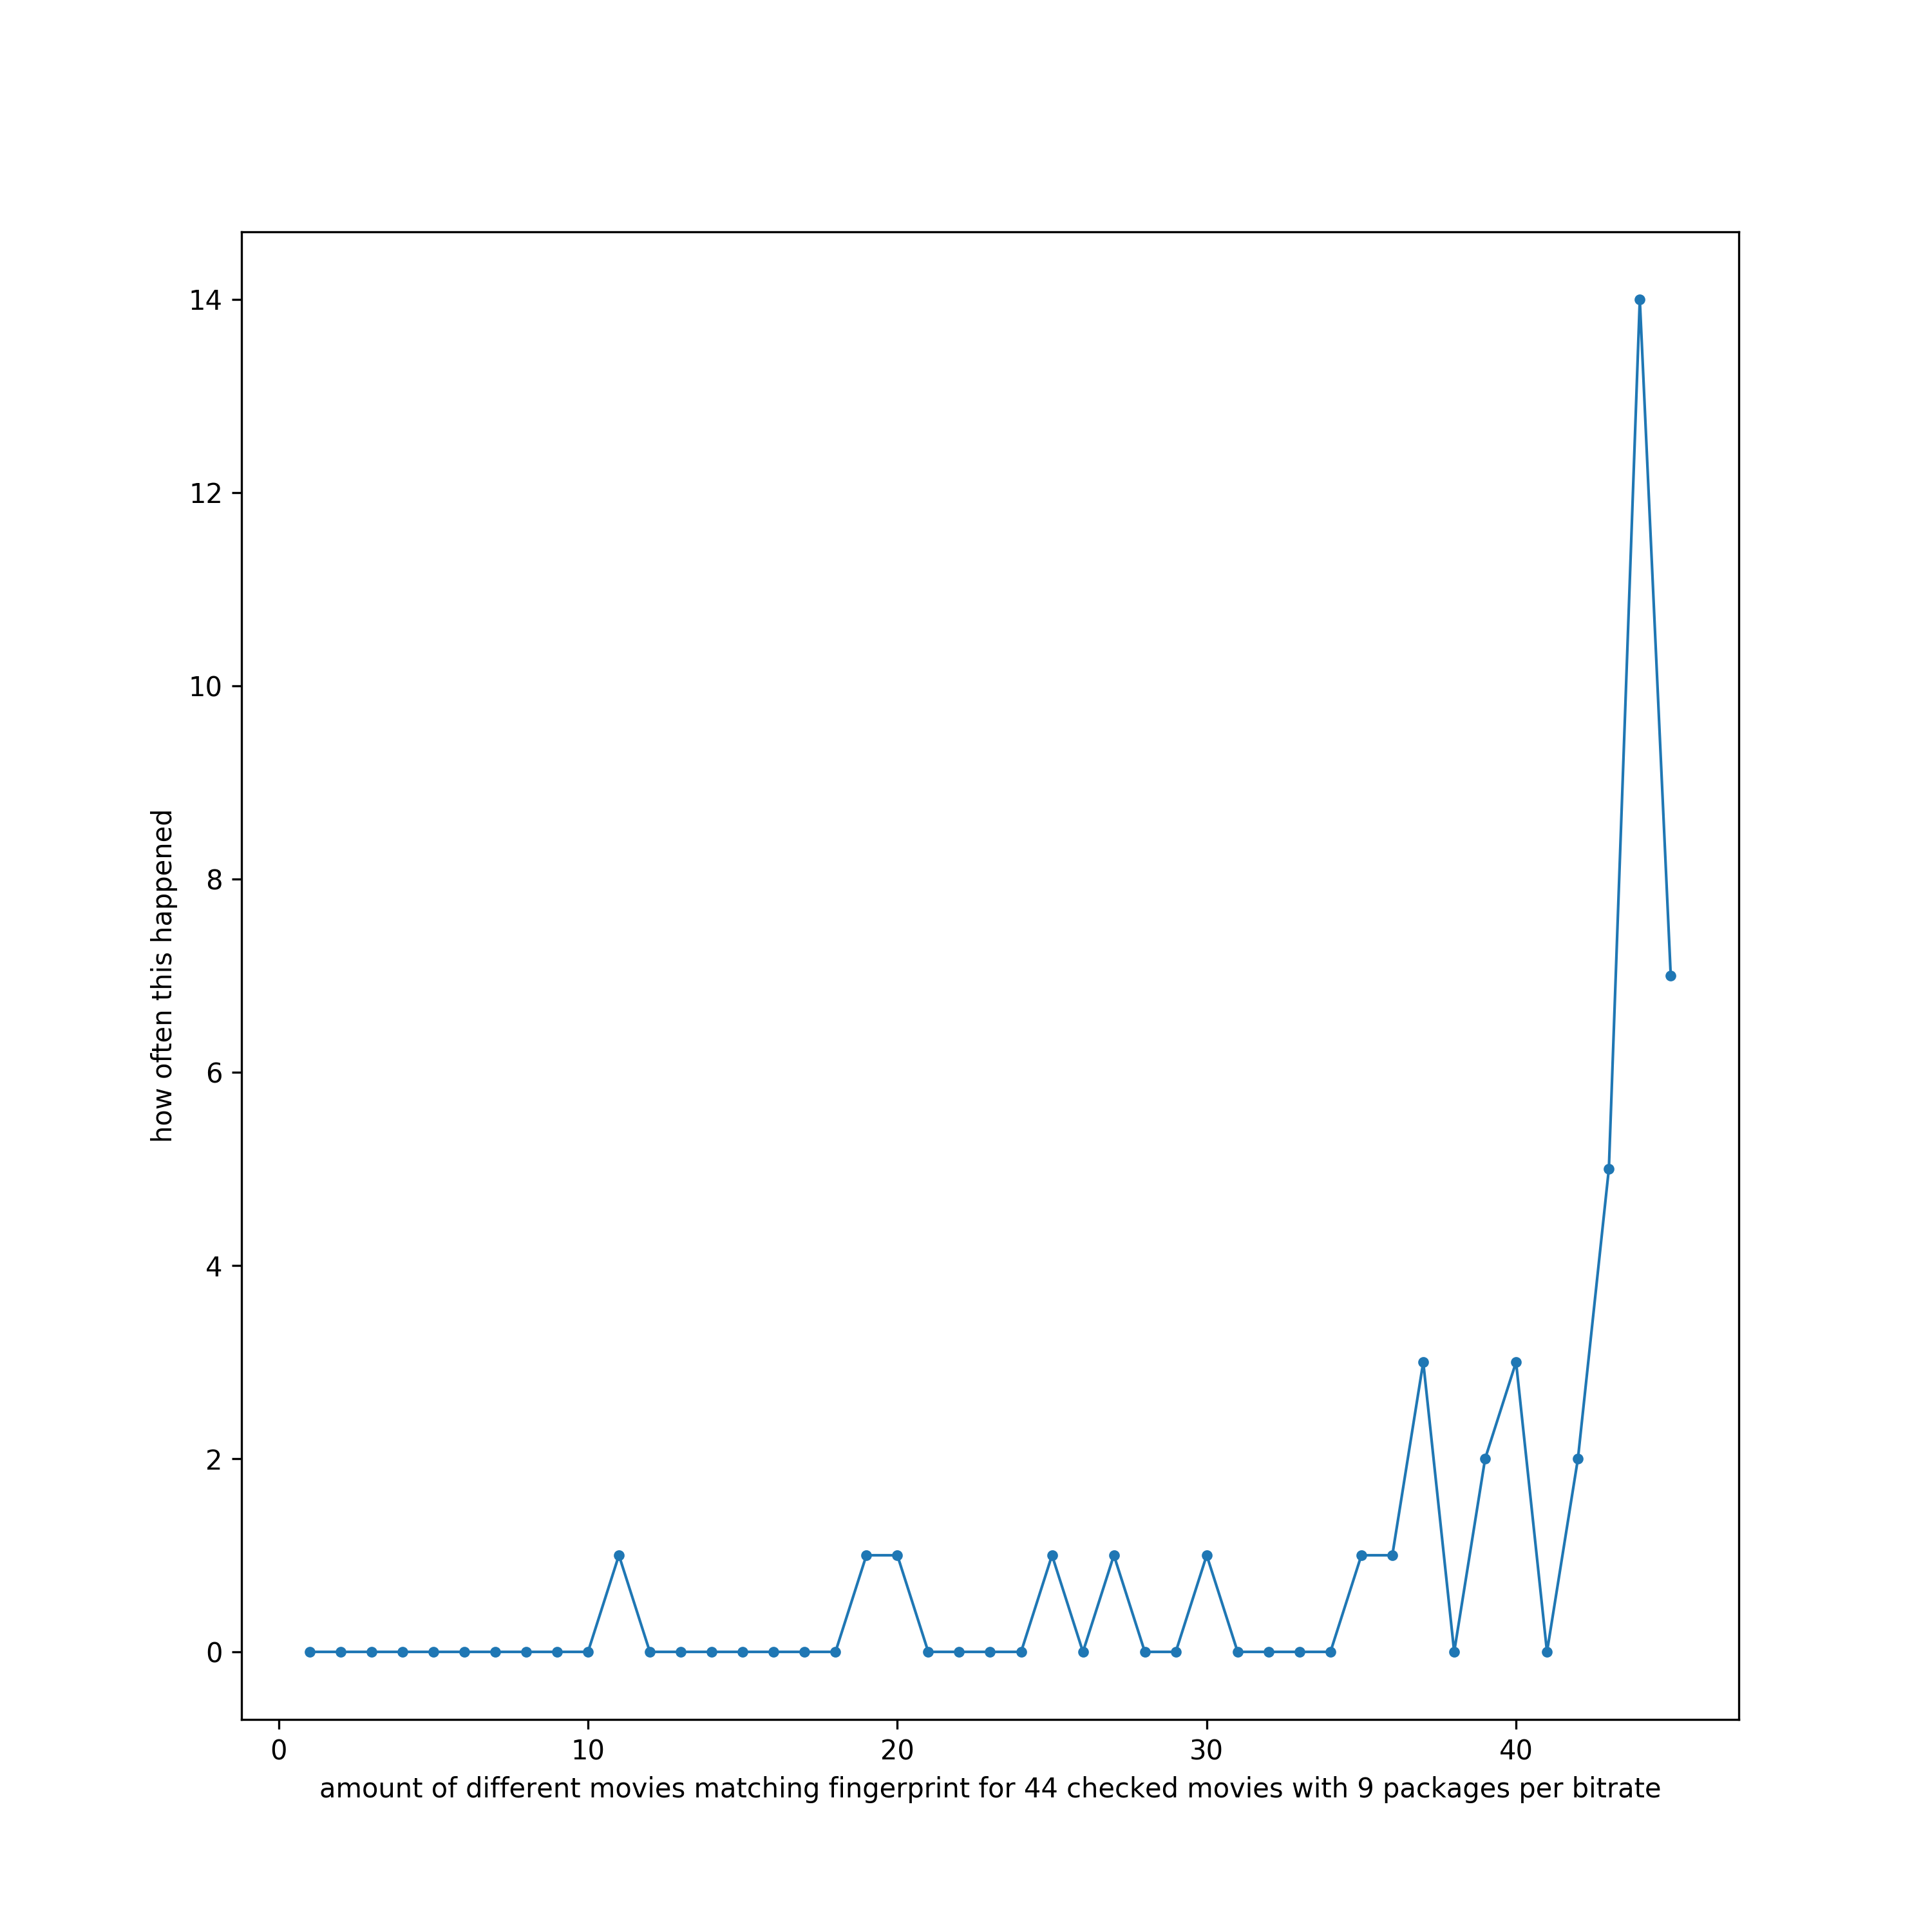 14
12
10
8
6
4
2
0
how often this happened
0 10 20 30 40
amount of different movies matching fingerprint for 44 checked movies with 9 packages per bitrate